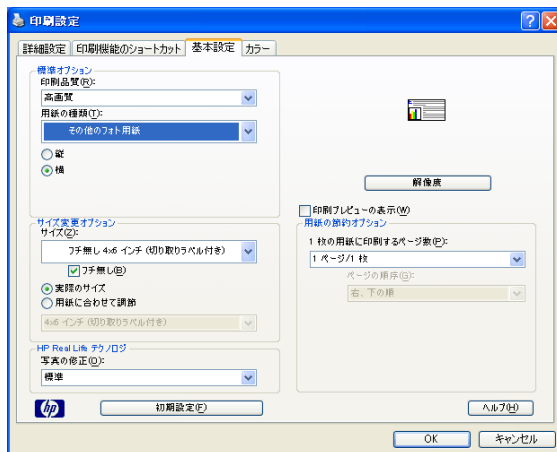 印刷設定
詳細設定 印刷機能のショートカット 基本設定 カラー
標準オプション
印刷品質(R):
高画質
用紙の種類(T):
その他のフォト用紙
縦
横
解像度
印刷プレビューの表示(W)
サイズ変更オプション
サイズ(Z):
フチ無し 4x6 インチ (切り取りラベル付き)
フチ無し(B)
実際のサイズ
用紙に合わせて調節
4x6 インチ (切り取りラベル付き)
用紙の節約オプション
1 枚の用紙に印刷するページ数(P):
1 ページ/1 枚
ページの順序(G):
右、下の順
HP Real Life テクノロジ
写真の修正(O):
標準
hp
初期設定(F)
ヘルプ(H)
OK
キャンセル